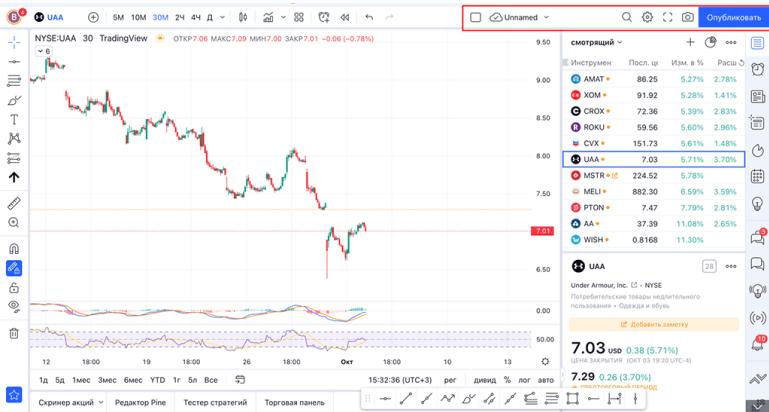 B 4 UAA 5М 10М 30М 2Ч 4Ч Д Unnamed Опубликовать
NYSE:UAA 30 TradingView ОТКР7.06 МАКС7.09 МИН7.00 ЗАКР7.01 −0.06 (−0.78%)
6
9.50
9.00
8.50
8.00
7.50
7.01
6.50
0.00
50.00
12 18:00 19 18:00 26 18:00 Окт 18:00 10 13
1д 5д 1мес 3мес 6мес YTD 1г 5л Все 15:32:36 (UTC+3) рег дивид % лог авто
Скринер акций Редактор Pine Тестер стратегий Торговая панель
смотрящий
Инструмен Посл. ц Изм. в % Расш
AMAT 86.25 5.27% 2.78%
XOM 91.92 5.28% 1.41%
CROX 72.36 5.39% 2.83%
ROKU 59.56 5.60% 2.96%
CVX 151.73 5.61% 1.48%
UAA 7.03 5.71% 3.70%
MSTR 224.52 5.78%
MELI 882.30 6.59% 3.59%
PTON 7.47 7.79% 2.81%
AA 37.39 11.08% 2.65%
WISH 0.8168 11.30%
UAA 28
Under Armour, Inc. • NYSE
Потребительские товары недлительного
пользования • Одежда и обувь
Добавить заметку
7.03 USD 0.38 (5.71%)
ЦЕНА ЗАКРЫТИЯ (ОКТ 03 19:20 UTC-4)
7.29 0.26 (3.70%)
3
10